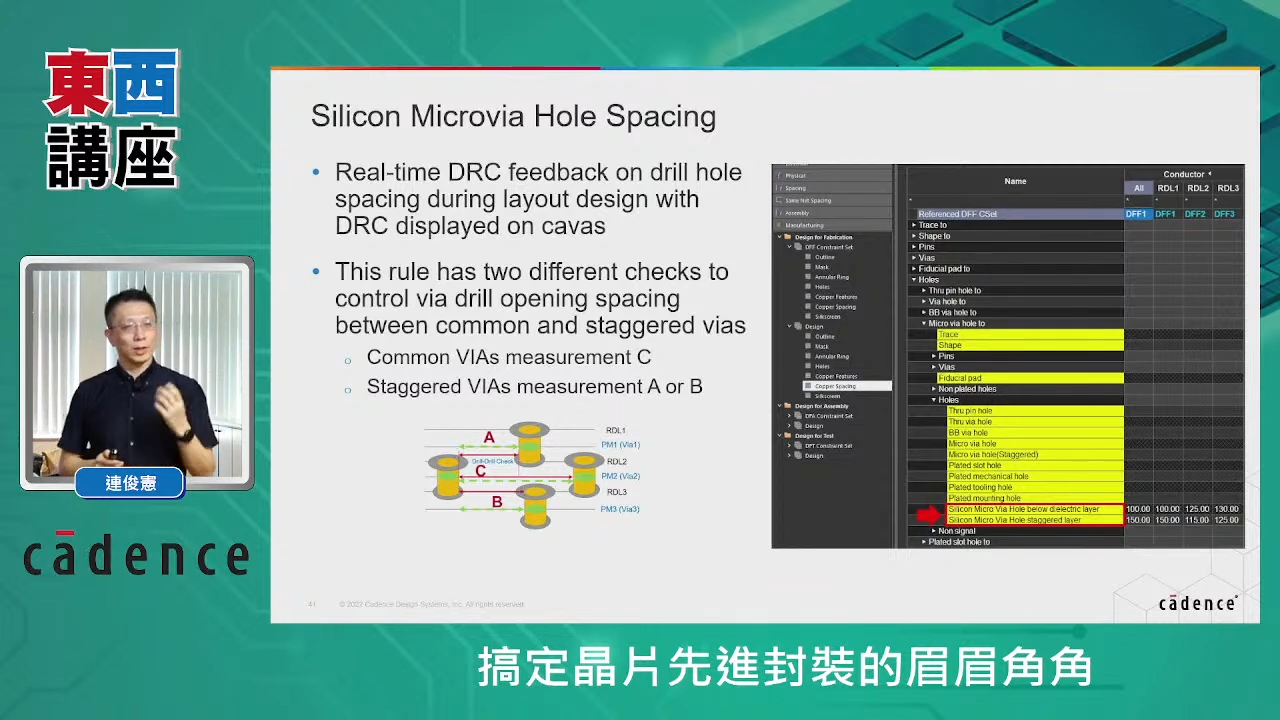 東西
講座
連俊憲
cādence
Silicon Microvia Hole Spacing
• Real-time DRC feedback on drill hole
spacing during layout design with
DRC displayed on cavas
• This rule has two different checks to
control via drill opening spacing
between common and staggered vias
o Common VIAs measurement C
o Staggered VIAs measurement A or B
A
RDL1
PM1 (Via1)
Drill-Drill Check
RDL2
C
PM2 (Via2)
RDL3
B
PM3 (Via3)
Physical
Spacing
Same Net Spacing
Assembly
Manufacturing
Design for Fabrication
DFF Constraint Set
Outline
Mask
Annular Ring
Holes
Copper Features
Copper Spacing
Silkscreen
Design
Outline
Mask
Annular Ring
Holes
Copper Features
Copper Spacing
Silkscreen
Design for Assembly
DFA Constraint Set
Design
Design for Test
DFT Constraint Set
Design
Name
Conductor
All RDL1 RDL2 RDL3
* * * * *
Referenced DFF CSet DFF1 DFF1 DFF2 DFF3
Trace to
Shape to
Pins
Vias
Fiducial pad to
Holes
Thru pin hole to
Via hole to
BB via hole to
Micro via hole to
Trace
Shape
Pins
Vias
Fiducial pad
Non plated holes
Holes
Thru pin hole
Thru via hole
BB via hole
Micro via hole
Micro via hole(Staggered)
Plated slot hole
Plated mechanical hole
Plated tooling hole
Plated mounting hole
Silicon Micro Via Hole below dielectric layer 100.00 100.00 125.00 130.00
Silicon Micro Via Hole staggered layer 150.00 150.00 115.00 125.00
Non signal
Plated slot hole to
41 © 2022 Cadence Design Systems, Inc. All rights reserved
cādence®
搞定晶片先進封裝的眉眉角角